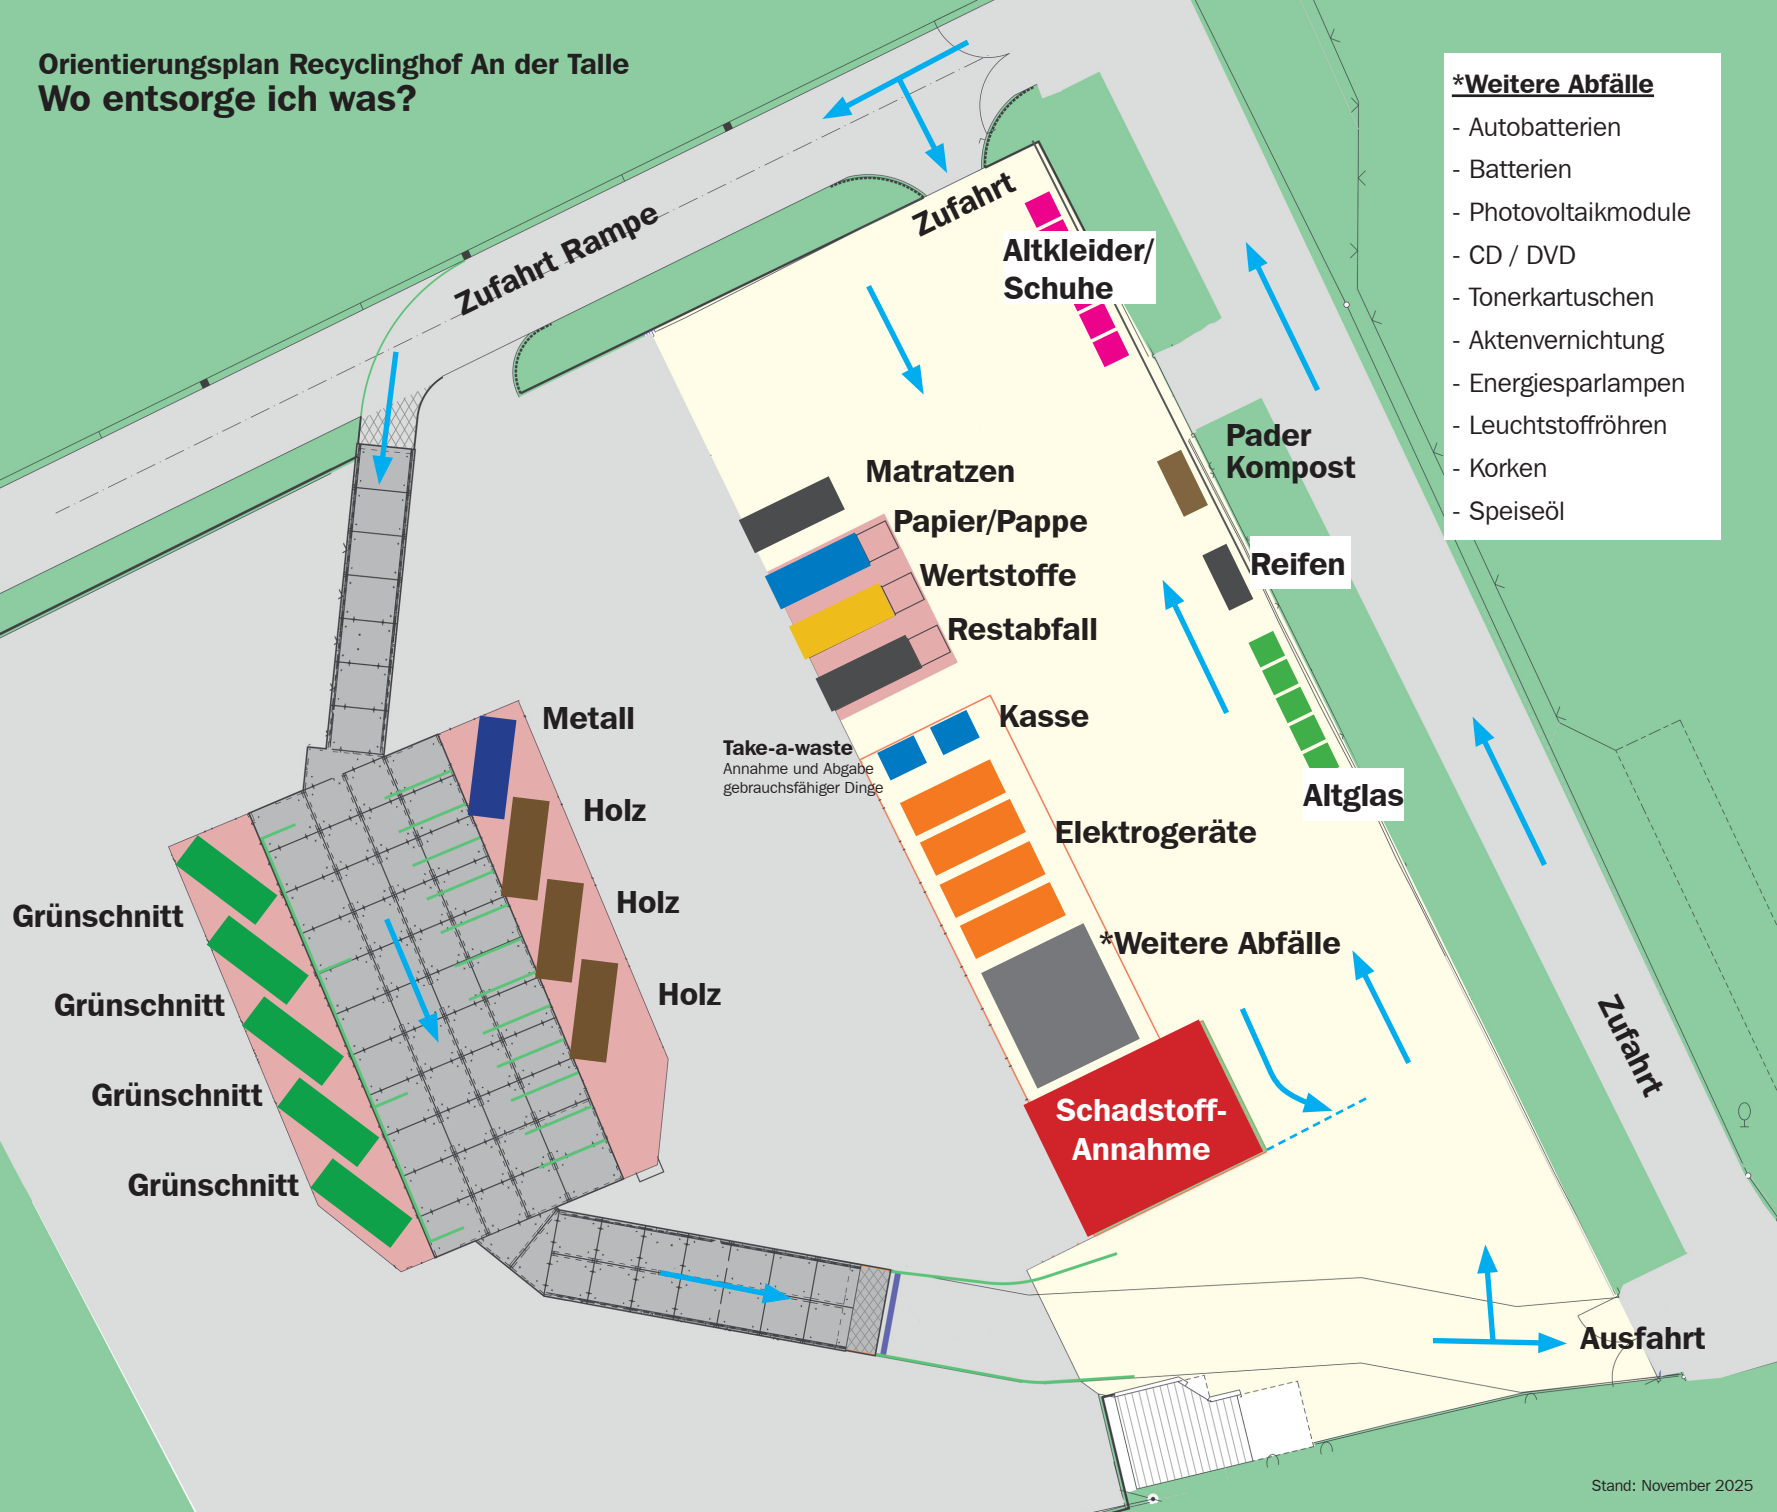 Orientierungsplan Recyclinghof An der Talle
Wo entsorge ich was?
*Weitere Abfälle
- Autobatterien
- Batterien
- Photovoltaikmodule
- CD / DVD
- Tonerkartuschen
- Aktenvernichtung
- Energiesparlampen
- Leuchtstoffröhren
- Korken
- Speiseöl
Zufahrt Rampe
Zufahrt
Altkleider/
Schuhe
Pader
Kompost
Matratzen
Papier/Pappe
Wertstoffe
Restabfall
Reifen
Kasse
Take-a-waste
Annahme und Abgabe
gebrauchsfähiger Dinge
Altglas
Elektrogeräte
*Weitere Abfälle
Metall
Holz
Holz
Holz
Grünschnitt
Grünschnitt
Grünschnitt
Grünschnitt
Zufahrt
Schadstoff-
Annahme
Ausfahrt
Stand: November 2025